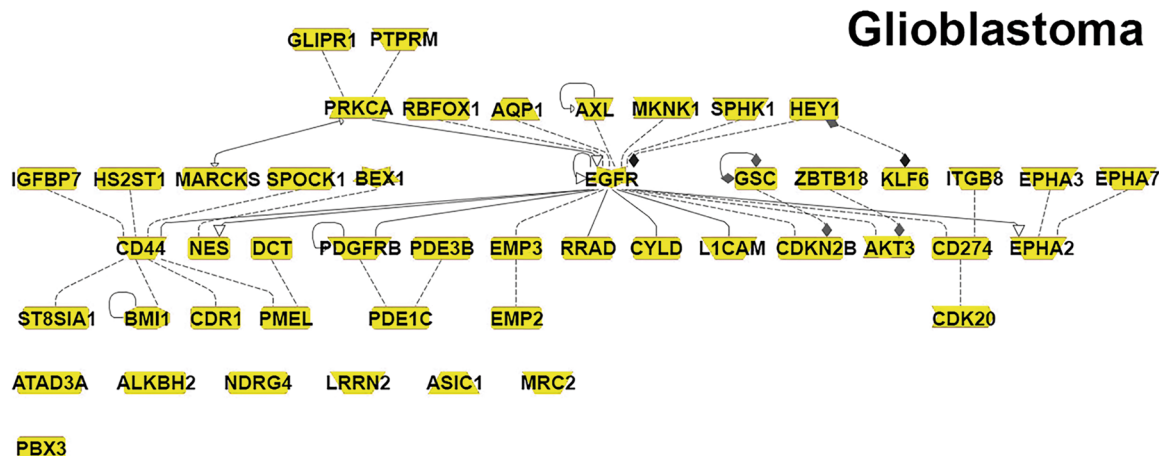 Glioblastoma
GLIPR1 PTPRM
PRKCA RBFOX1 AQP1 AXL MKNK1 SPHK1 HEY1
IGFBP7 HS2ST1 MARCKS SPOCK1 BEX1 EGFR GSC ZBTB18 KLF6 ITGB8 EPHA3 EPHA7
CD44 NES DCT PDGFRB PDE3B EMP3 RRAD CYLD L1CAM CDKN2B AKT3 CD274 EPHA2
ST8SIA1 BMI1 CDR1 PMEL PDE1C EMP2 CDK20
ATAD3A ALKBH2 NDRG4 LRRN2 ASIC1 MRC2
PBX3